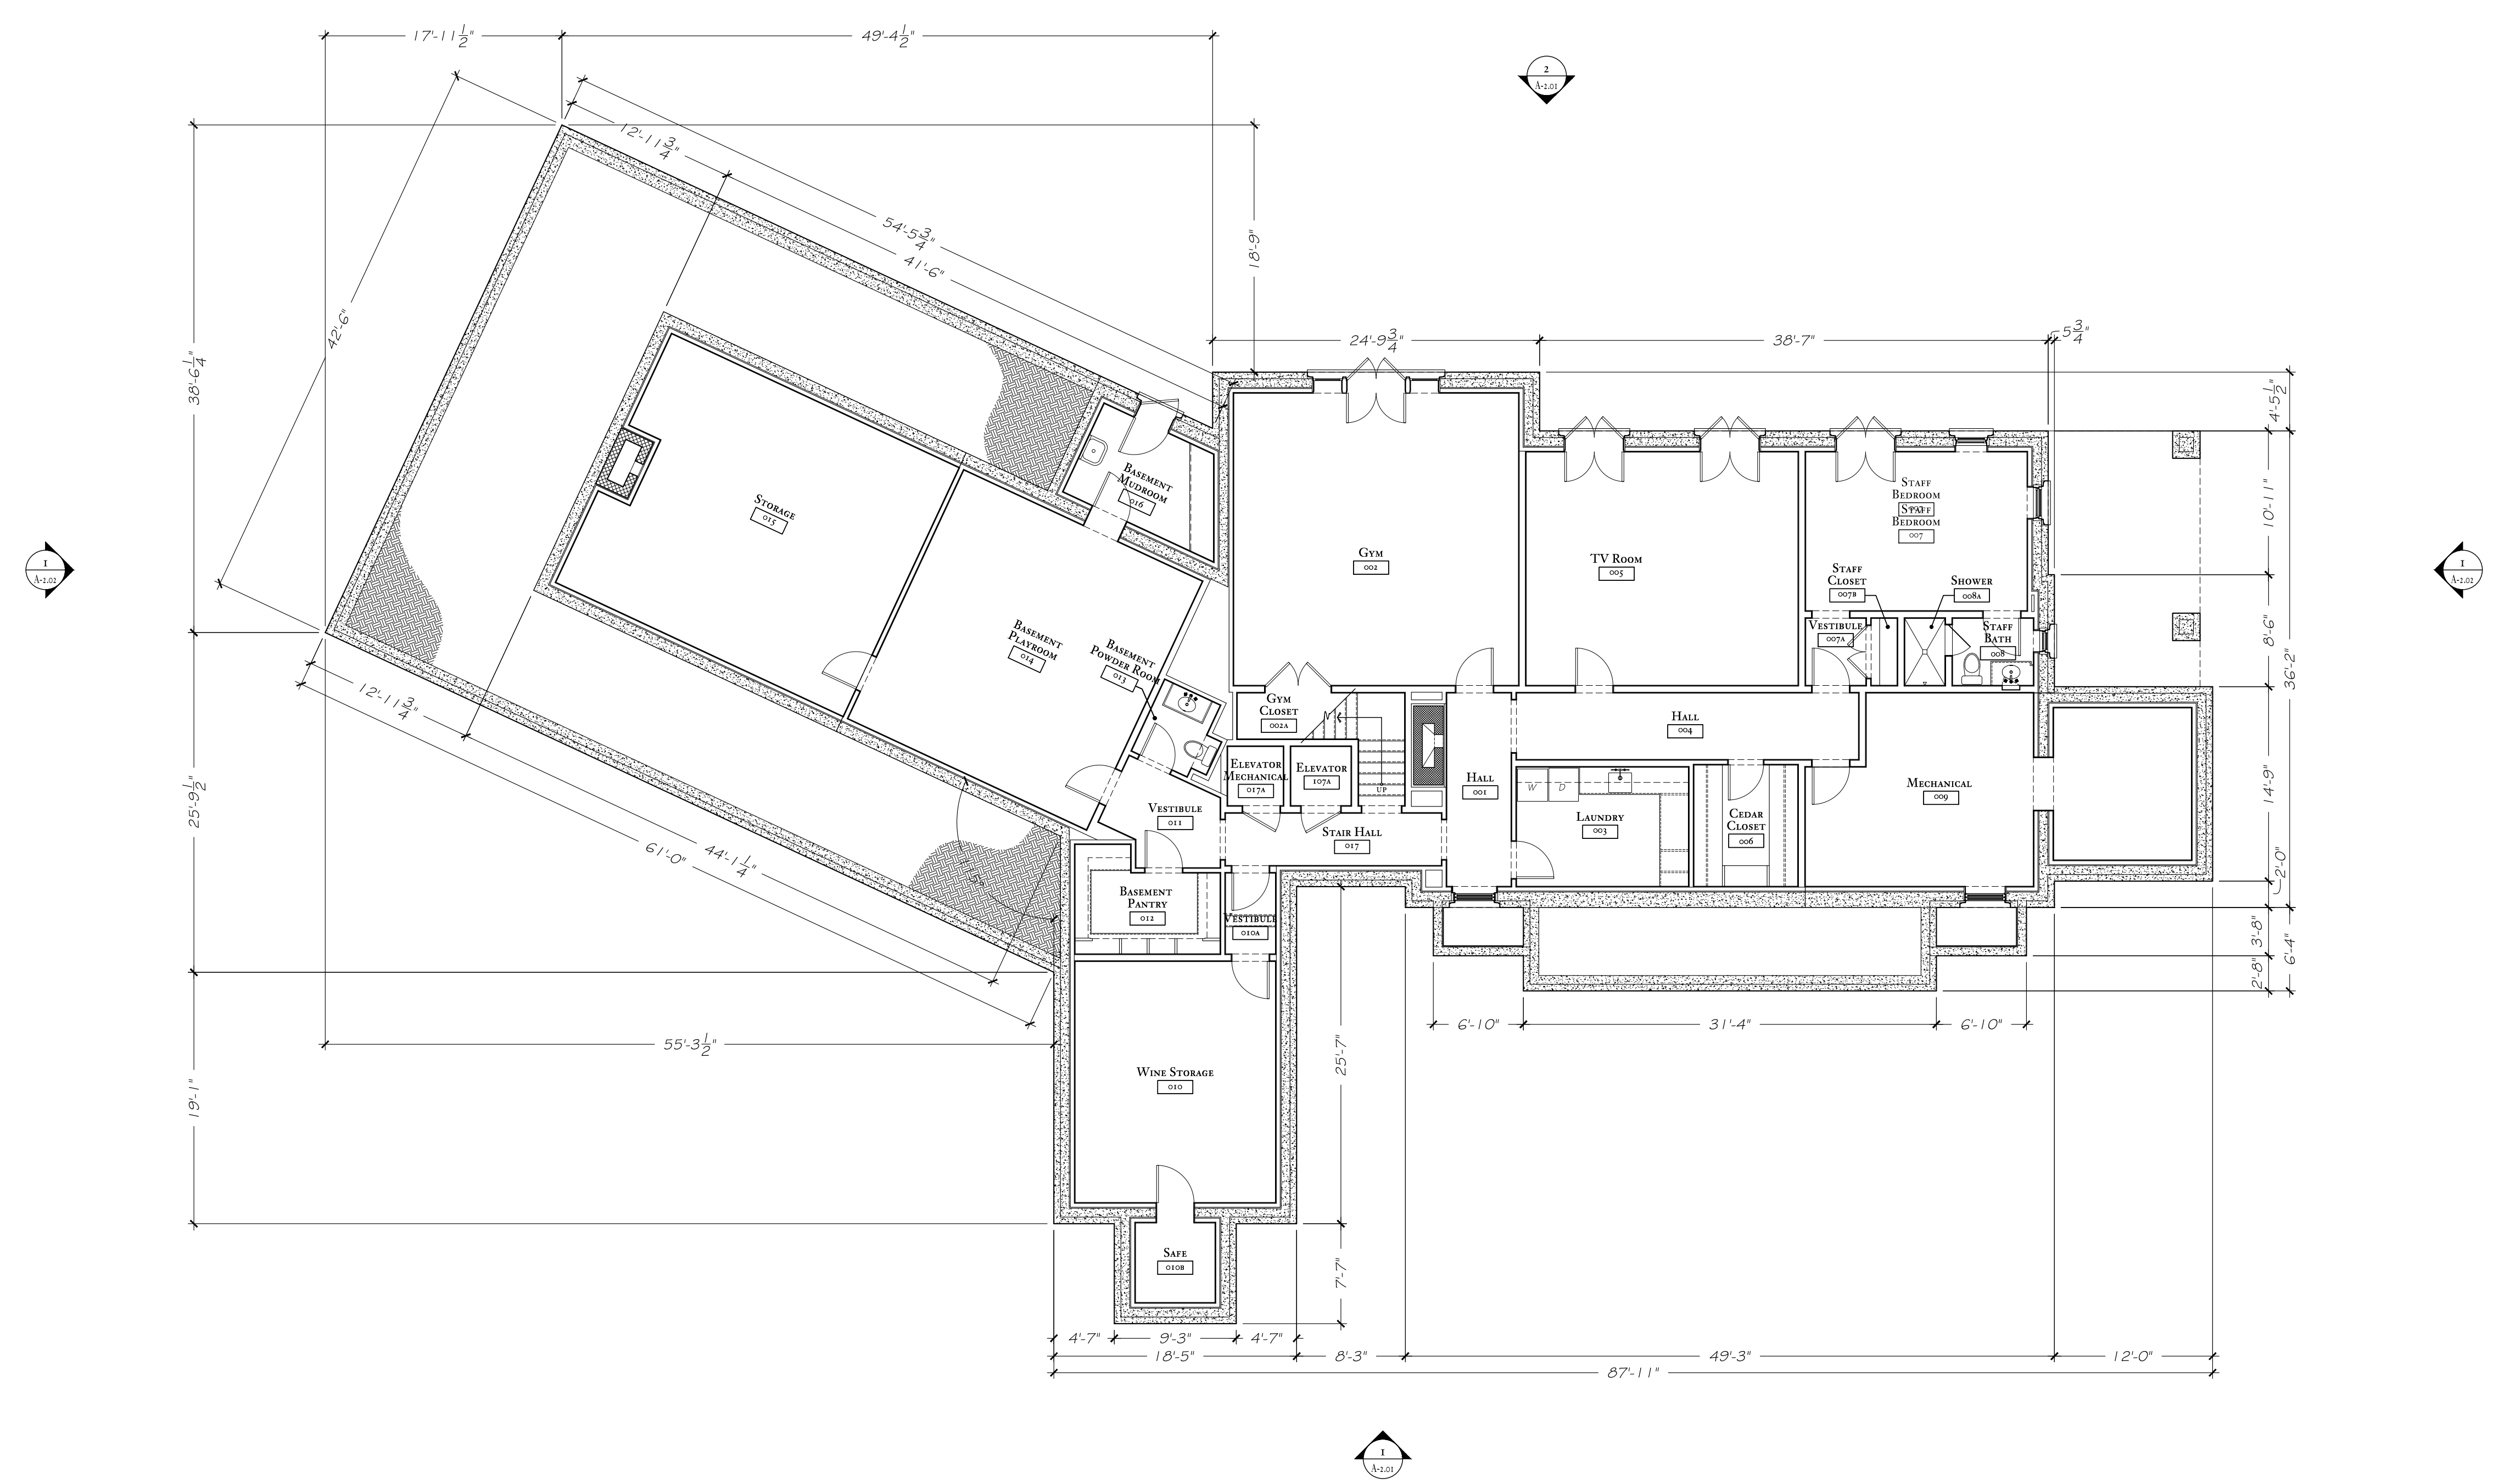 17'-11 1/2"
49'-4 1/2"
2
A-2.01
12'-11 3/4"
54'-5 3/4"
41'-6"
18'-9"
42'-6"
38'-6 1/4"
24'-9 3/4"
38'-7"
5 3/4"
4'-5 1/2"
10'-11"
8'-6"
36'-2"
14'-9"
2'-0"
3'-8"
6'-4"
2'-8"
1
A-2.02
1
A-2.02
Storage
015
Basement
Mudroom
016
Basement
Playroom
014
Basement
Powder Room
013
Gym
002
TV Room
005
Staff
Bedroom
Staff
Bedroom
007
Staff
Closet
007B
Shower
008A
Vestibule
007A
Staff
Bath
008
Gym
Closet
002A
Hall
004
Elevator
Mechanical
017A
Elevator
107A
UP
Hall
001
Mechanical
009
W
D
Laundry
003
Cedar
Closet
006
Vestibule
011
Stair Hall
017
Basement
Pantry
012
Vestibule
010A
Wine Storage
010
Safe
010B
12'-11 3/4"
44'-1 1/4"
61'-0"
25'-9 1/2"
55'-3 1/2"
19'-1"
25'-7"
7'-7"
6'-10"
31'-4"
6'-10"
4'-7"
9'-3"
4'-7"
18'-5"
8'-3"
49'-3"
12'-0"
87'-11"
1
A-2.01